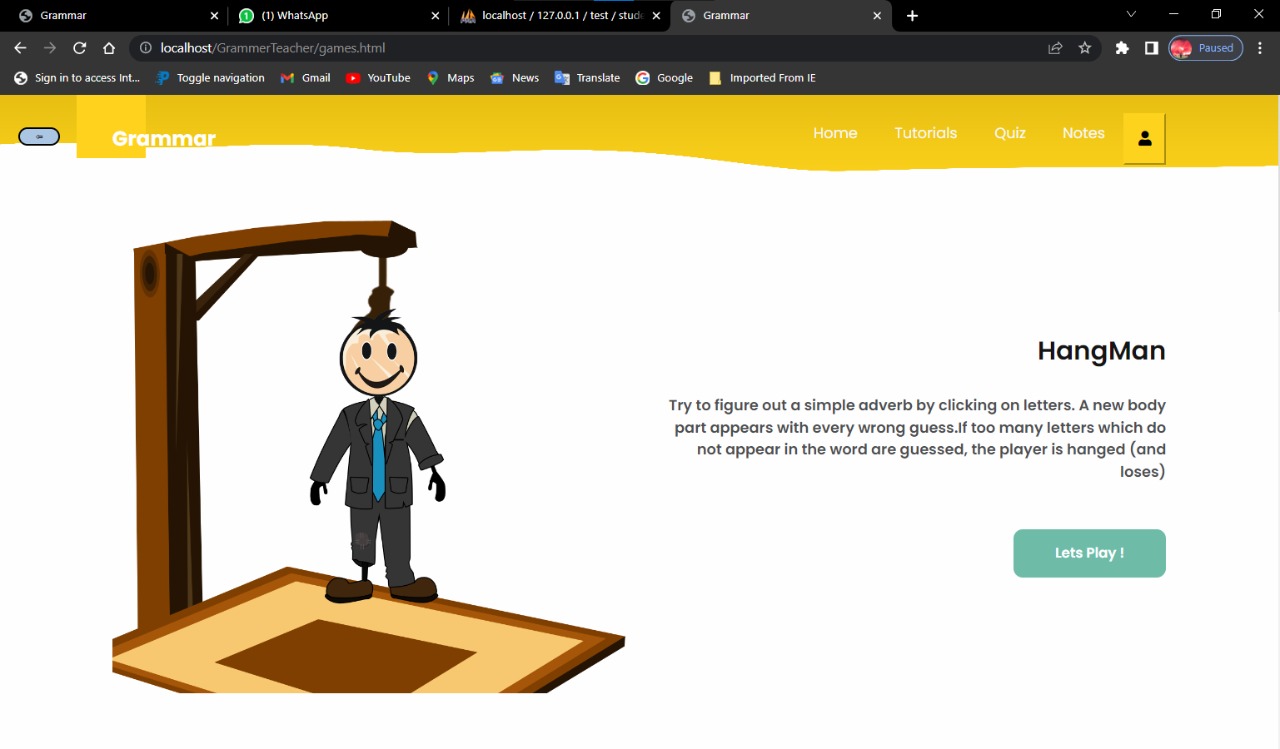 Grammar
(1) WhatsApp
localhost / 127.0.0.1 / test / stud
Grammar
localhost/GrammerTeacher/games.html
Paused
Sign in to access Int...
Toggle navigation
Gmail
YouTube
Maps
News
Translate
Google
Imported From IE
Grammar
Home
Tutorials
Quiz
Notes
HangMan
Try to figure out a simple adverb by clicking on letters. A new body
part appears with every wrong guess.If too many letters which do
not appear in the word are guessed, the player is hanged (and
loses)
Lets Play !